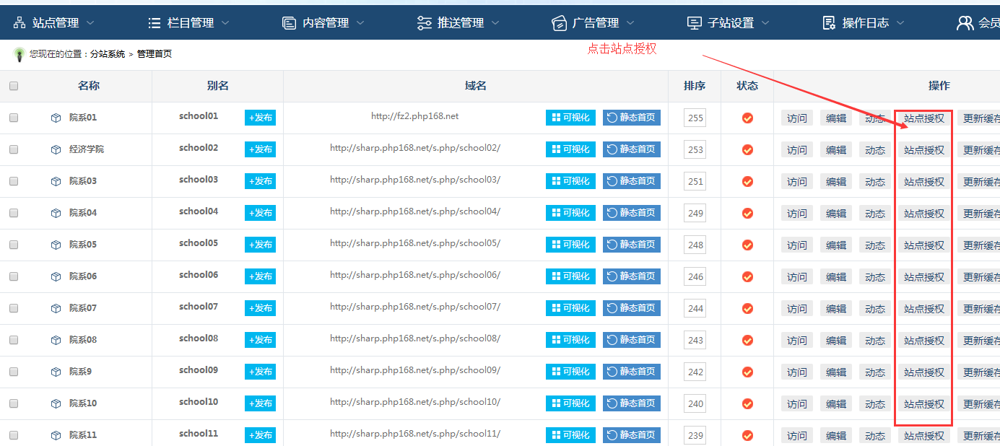 站点管理 栏目管理 内容管理 推送管理 广告管理 子站设置 操作日志 会员
您现在的位置：分站系统 > 管理首页
点击站点授权
名称 别名 域名 排序 状态 操作
院系01 school01 +发布 http://fz2.php168.net 可视化 静态首页 255 访问 编辑 动态 站点授权 更新缓存
经济学院 school02 +发布 http://sharp.php168.net/s.php/school02/ 可视化 静态首页 253 访问 编辑 动态 站点授权 更新缓存
院系03 school03 +发布 http://sharp.php168.net/s.php/school03/ 可视化 静态首页 251 访问 编辑 动态 站点授权 更新缓存
院系04 school04 +发布 http://sharp.php168.net/s.php/school04/ 可视化 静态首页 249 访问 编辑 动态 站点授权 更新缓存
院系05 school05 +发布 http://sharp.php168.net/s.php/school05/ 可视化 静态首页 248 访问 编辑 动态 站点授权 更新缓存
院系06 school06 +发布 http://sharp.php168.net/s.php/school06/ 可视化 静态首页 246 访问 编辑 动态 站点授权 更新缓存
院系07 school07 +发布 http://sharp.php168.net/s.php/school07/ 可视化 静态首页 244 访问 编辑 动态 站点授权 更新缓存
院系08 school08 +发布 http://sharp.php168.net/s.php/school08/ 可视化 静态首页 243 访问 编辑 动态 站点授权 更新缓存
院系9 school09 +发布 http://sharp.php168.net/s.php/school09/ 可视化 静态首页 242 访问 编辑 动态 站点授权 更新缓存
院系10 school10 +发布 http://sharp.php168.net/s.php/school10/ 可视化 静态首页 240 访问 编辑 动态 站点授权 更新缓存
院系11 school11 +发布 http://sharp.php168.net/s.php/school11/ 可视化 静态首页 239 访问 编辑 动态 站点授权 更新缓存